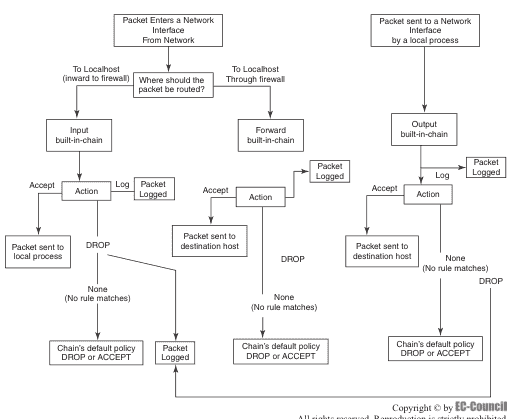 Packet Enters a Network
Interface
From Network
Packet sent to a Network
Interface
by a local process
To Localhost
(inward to firewall)
Where should the
packet be routed?
To Localhost
Through firewall
Input
built-in-chain
Forward
built-in-chain
Output
built-in-chain
Packet
Logged
Log
Accept
Action
Log
Packet
Logged
Accept
Action
Packet
Logged
Accept
Action
Packet sent to
local process
DROP
Packet sent to
destination host
DROP
Packet sent to
destination host
None
(No rule matches)
DROP
None
(No rule matches)
None
(No rule matches)
Chain's default policy
DROP or ACCEPT
Packet
Logged
Chain's default policy
DROP or ACCEPT
Chain's default policy
DROP or ACCEPT
Copyright © by EC-Council
All rights reserved. Reproduction is strictly prohibited